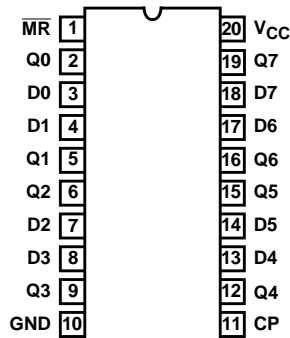 M̅R̅ 1 20 VCC
Q0 2 19 Q7
D0 3 18 D7
D1 4 17 D6
Q1 5 16 Q6
Q2 6 15 Q5
D2 7 14 D5
D3 8 13 D4
Q3 9 12 Q4
GND 10 11 CP